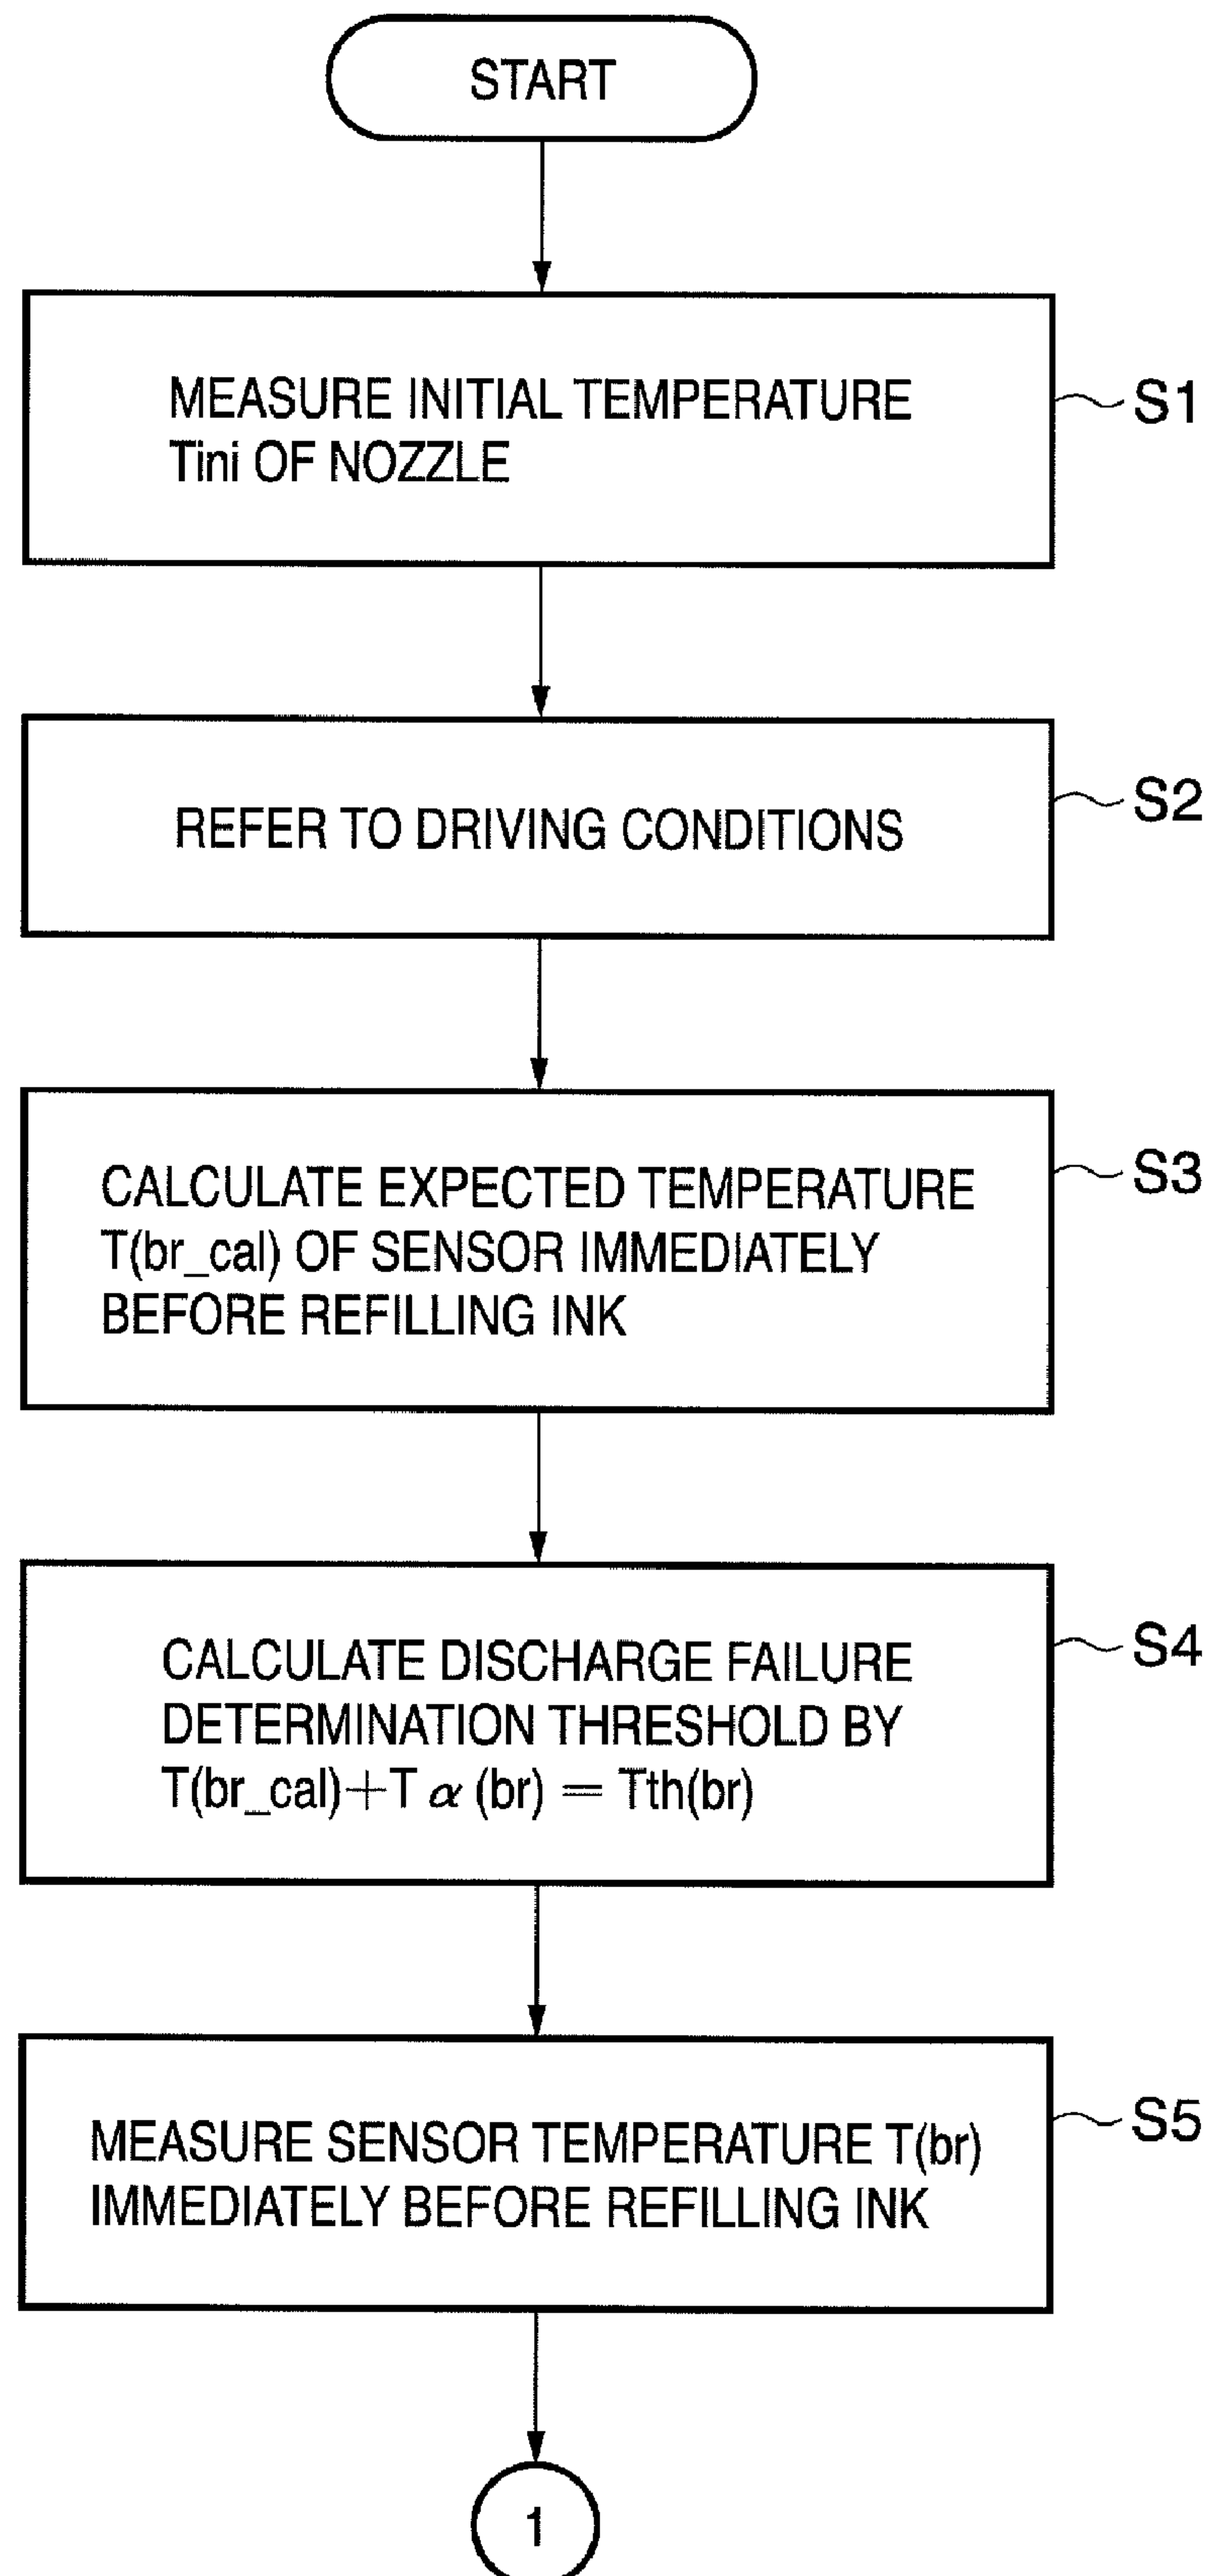 START
MEASURE INITIAL TEMPERATURE
Tini OF NOZZLE
S1
REFER TO DRIVING CONDITIONS
S2
CALCULATE EXPECTED TEMPERATURE
T(br_cal) OF SENSOR IMMEDIATELY
BEFORE REFILLING INK
S3
CALCULATE DISCHARGE FAILURE
DETERMINATION THRESHOLD BY
T(br_cal)+T α (br) = Tth(br)
S4
MEASURE SENSOR TEMPERATURE T(br)
IMMEDIATELY BEFORE REFILLING INK
S5
1